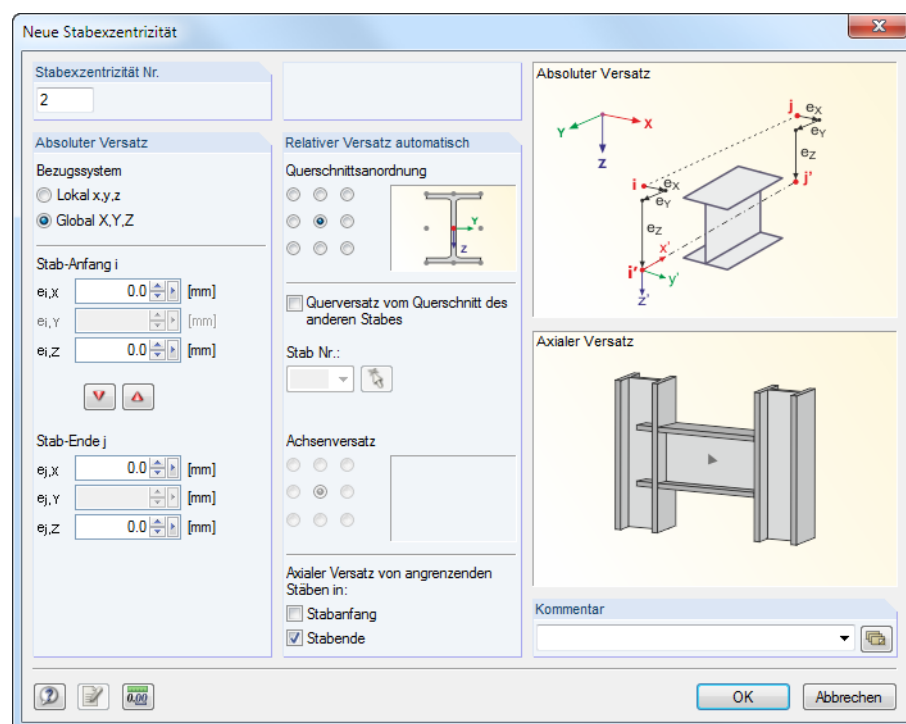 Neue Stabexzentrizität
Stabexzentrizität Nr.
2
Absoluter Versatz
Bezugssystem
Lokal x,y,z
Global X,Y,Z
Stab-Anfang i
ei,X 0.0 [mm]
ei,Y [mm]
ei,Z 0.0 [mm]
Stab-Ende j
ej,X 0.0 [mm]
ej,Y [mm]
ej,Z 0.0 [mm]
Relativer Versatz automatisch
Querschnittsanordnung
Y
Z
Querversatz vom Querschnitt des
anderen Stabes
Stab Nr.:
Achsenversatz
Axialer Versatz von angrenzenden
Stäben in:
Stabanfang
Stabende
Absoluter Versatz
Y X
Z
j eX
eY
eZ
j'
i eX
eY
eZ
x'
i' y'
z'
Axialer Versatz
Kommentar
0.00
OK Abbrechen